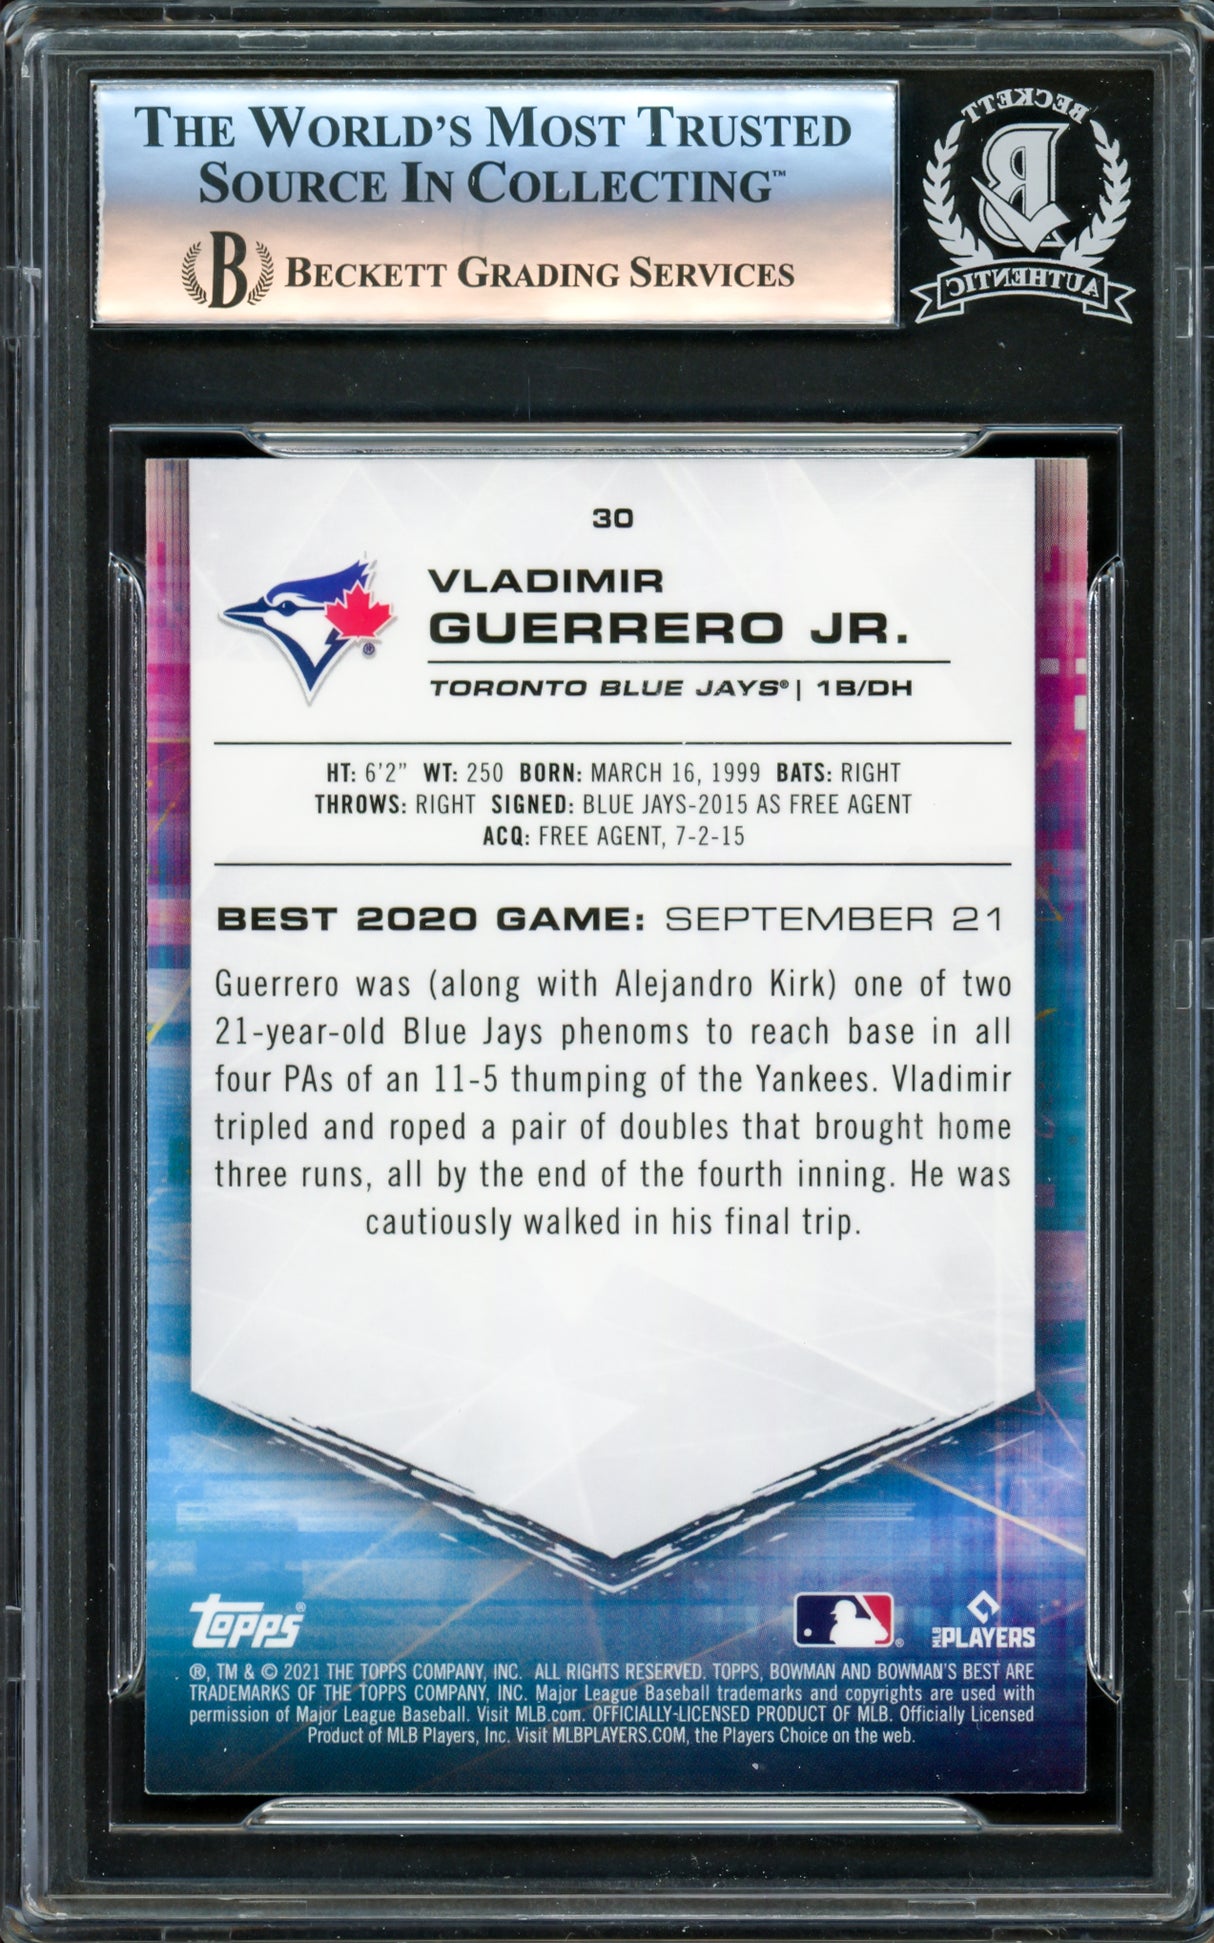 THE WORLD'S MOST TRUSTED
SOURCE IN COLLECTING™
B BECKETT GRADING SERVICES
BECKETT
B
AUTHENTIC
30
VLADIMIR
GUERRERO JR.
TORONTO BLUE JAYS® | 1B/DH
HT: 6'2" WT: 250 BORN: MARCH 16, 1999 BATS: RIGHT
THROWS: RIGHT SIGNED: BLUE JAYS-2015 AS FREE AGENT
ACQ: FREE AGENT, 7-2-15
BEST 2020 GAME: SEPTEMBER 21
Guerrero was (along with Alejandro Kirk) one of two
21-year-old Blue Jays phenoms to reach base in all
four PAs of an 11-5 thumping of the Yankees. Vladimir
tripled and roped a pair of doubles that brought home
three runs, all by the end of the fourth inning. He was
cautiously walked in his final trip.
topps®
MLB PLAYERS
®, TM & © 2021 THE TOPPS COMPANY, INC. ALL RIGHTS RESERVED. TOPPS, BOWMAN AND BOWMAN'S BEST ARE
TRADEMARKS OF THE TOPPS COMPANY, INC. Major League Baseball trademarks and copyrights are used with
permission of Major League Baseball. Visit MLB.com. OFFICIALLY-LICENSED PRODUCT OF MLB. Officially Licensed
Product of MLB Players, Inc. Visit MLBPLAYERS.COM, the Players Choice on the web.